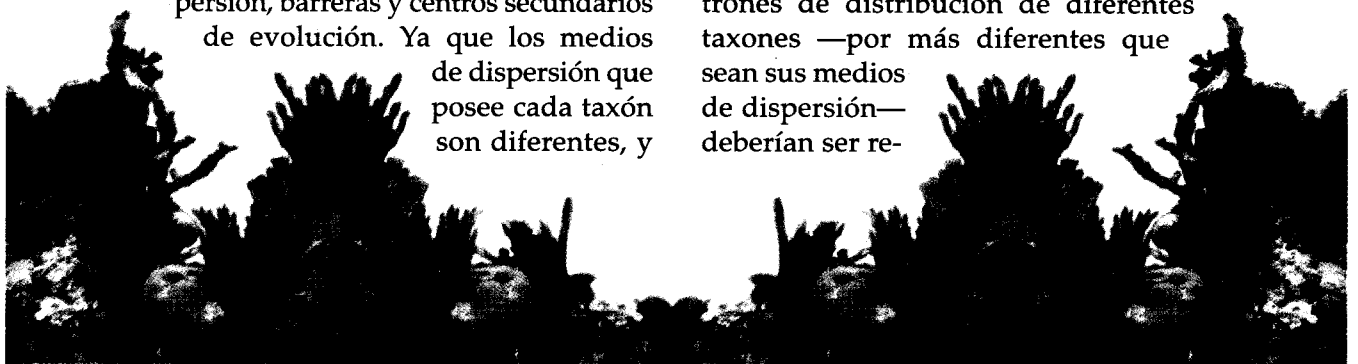 persión, barreras y centros secundarios
de evolución. Ya que los medios
de dispersión que
posee cada taxón
son diferentes, y
trones de distribución de diferentes
taxones —por más diferentes que
sean sus medios
de dispersión—
deberían ser re-